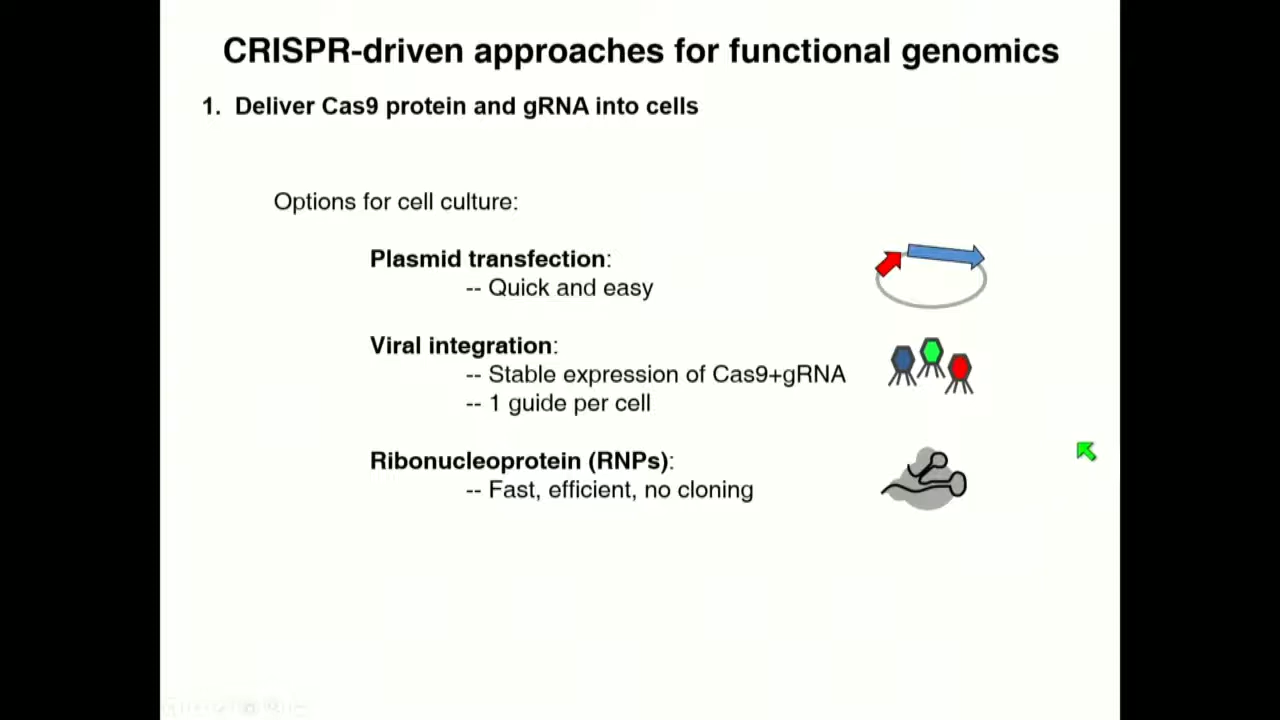 CRISPR-driven approaches for functional genomics
1. Deliver Cas9 protein and gRNA into cells
Options for cell culture:
Plasmid transfection:
-- Quick and easy
Viral integration:
-- Stable expression of Cas9+gRNA
-- 1 guide per cell
Ribonucleoprotein (RNPs):
-- Fast, efficient, no cloning